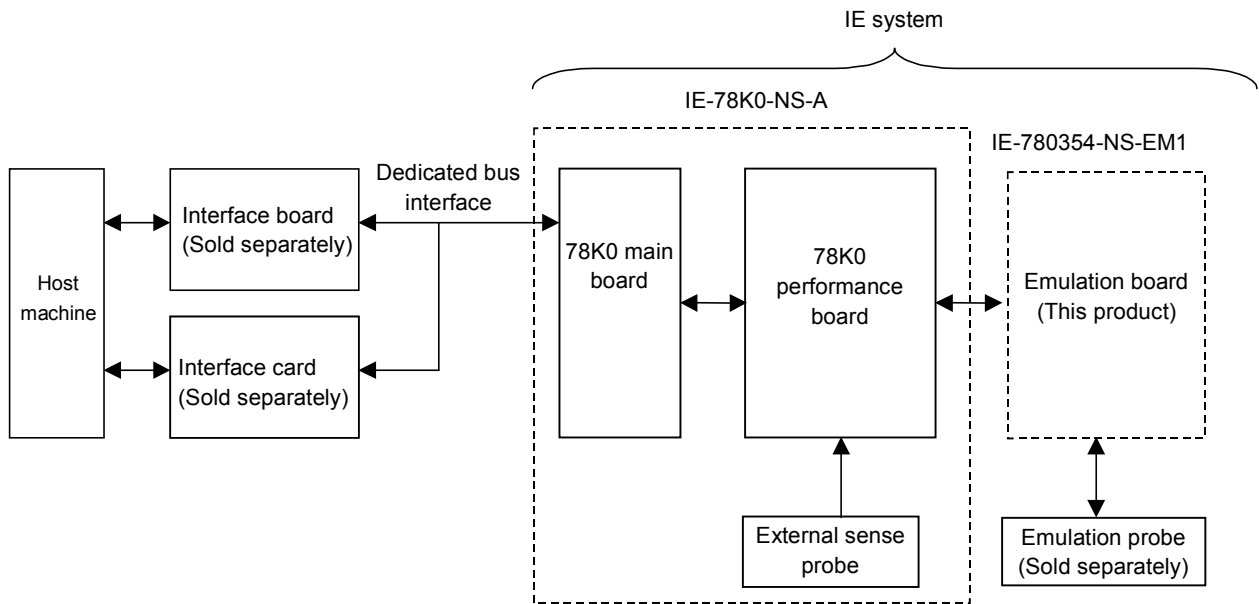 IE system
IE-78K0-NS-A
IE-780354-NS-EM1
Dedicated bus
interface
Host
machine
Interface board
(Sold separately)
Interface card
(Sold separately)
78K0 main
board
78K0
performance
board
Emulation board
(This product)
External sense
probe
Emulation probe
(Sold separately)